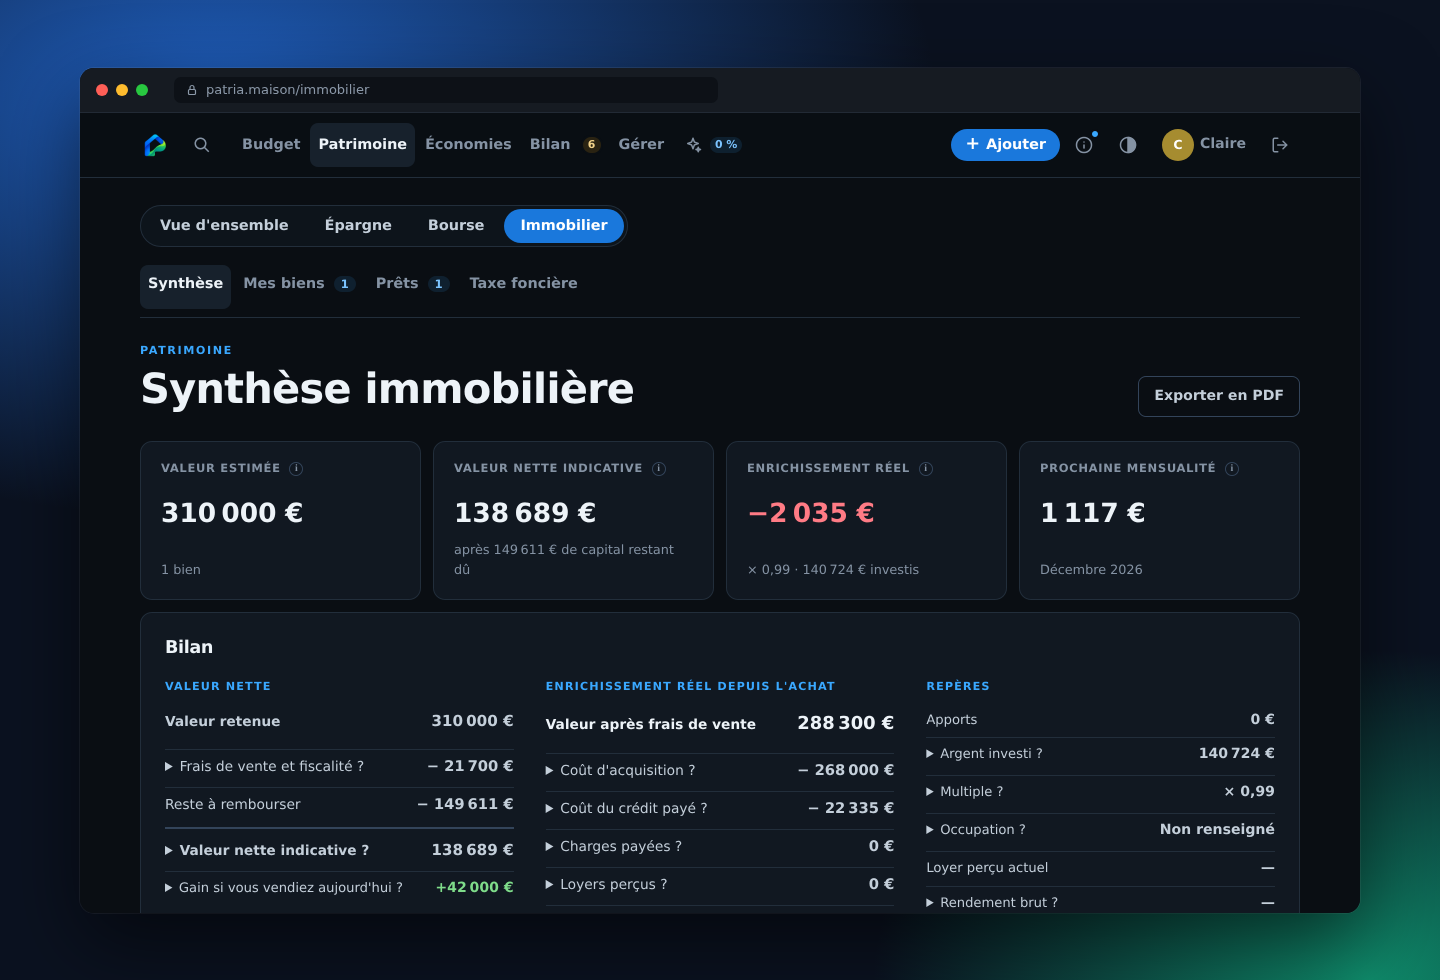 patria.maison/immobilier
Budget Patrimoine Économies Bilan 6 Gérer 0 % + Ajouter C Claire
Vue d'ensemble Épargne Bourse Immobilier
Synthèse Mes biens 1 Prêts 1 Taxe foncière
PATRIMOINE
Synthèse immobilière
Exporter en PDF
VALEUR ESTIMÉE i
310 000 €
1 bien
VALEUR NETTE INDICATIVE i
138 689 €
après 149 611 € de capital restant
dû
ENRICHISSEMENT RÉEL i
−2 035 €
× 0,99 · 140 724 € investis
PROCHAINE MENSUALITÉ i
1 117 €
Décembre 2026
Bilan
VALEUR NETTE
Valeur retenue 310 000 €
▶ Frais de vente et fiscalité ? − 21 700 €
Reste à rembourser − 149 611 €
▶ Valeur nette indicative ? 138 689 €
▶ Gain si vous vendiez aujourd'hui ? +42 000 €
ENRICHISSEMENT RÉEL DEPUIS L'ACHAT
Valeur après frais de vente 288 300 €
▶ Coût d'acquisition ? − 268 000 €
▶ Coût du crédit payé ? − 22 335 €
▶ Charges payées ? 0 €
▶ Loyers perçus ? 0 €
REPÈRES
Apports 0 €
▶ Argent investi ? 140 724 €
▶ Multiple ? × 0,99
▶ Occupation ? Non renseigné
Loyer perçu actuel —
▶ Rendement brut ? —